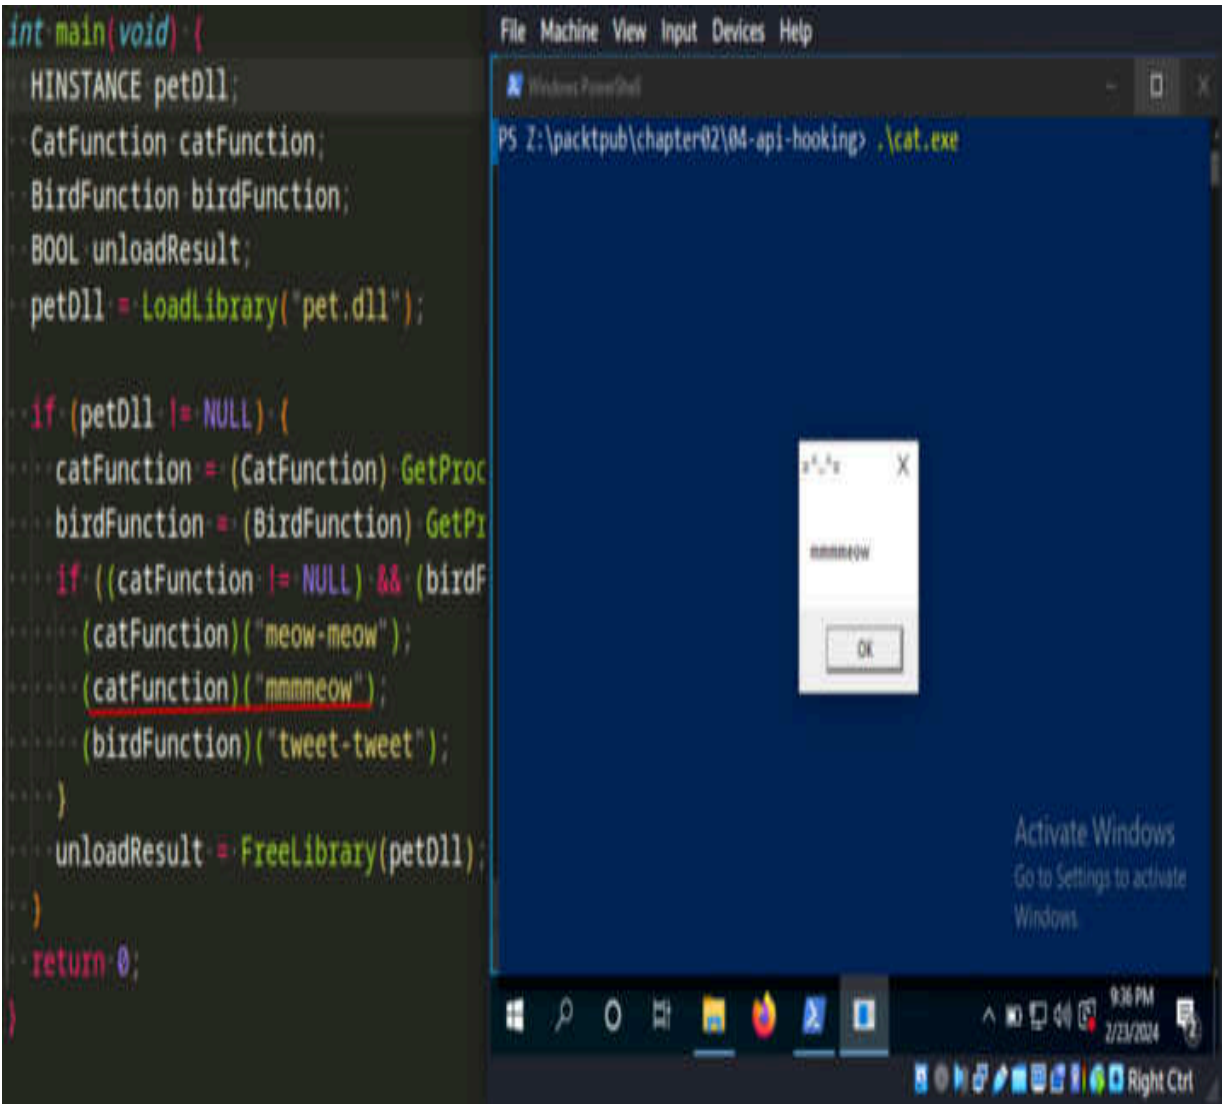 int main(void) {
HINSTANCE petDll;
CatFunction catFunction;
BirdFunction birdFunction;
BOOL unloadResult;
petDll = LoadLibrary("pet.dll");
if (petDll != NULL) {
catFunction = (CatFunction) GetProc
birdFunction = (BirdFunction) GetPr
if ((catFunction != NULL) && (birdF
(catFunction)("meow-meow");
(catFunction)("mmmmeow");
(birdFunction)("tweet-tweet");
}
unloadResult = FreeLibrary(petDll);
}
return 0;
}
File Machine View Input Devices Help
Windows PowerShell
PS Z:\packtpub\chapter02\04-api-hooking> .\cat.exe
=^..^=
mmmmeow
OK
Activate Windows
Go to Settings to activate
Windows.
9:36 PM
2/23/2024
2
Right Ctrl